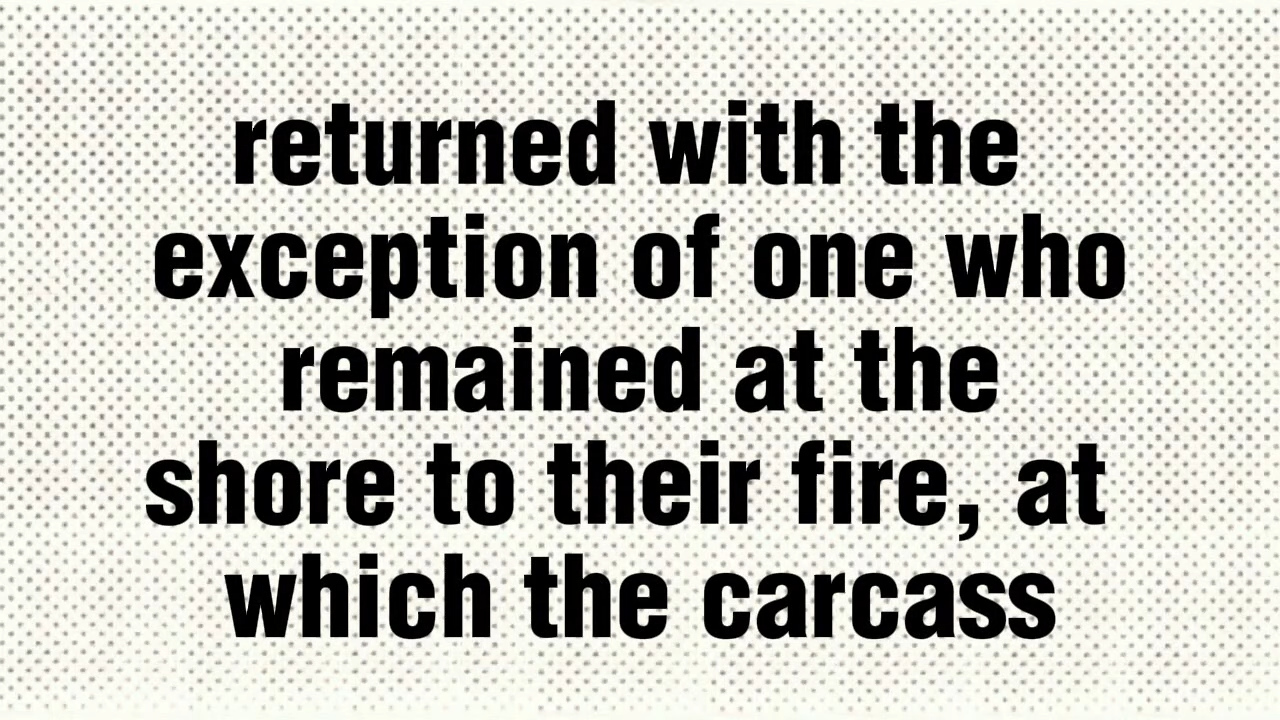 returned with the
exception of one who
remained at the
shore to their fire, at
which the carcass